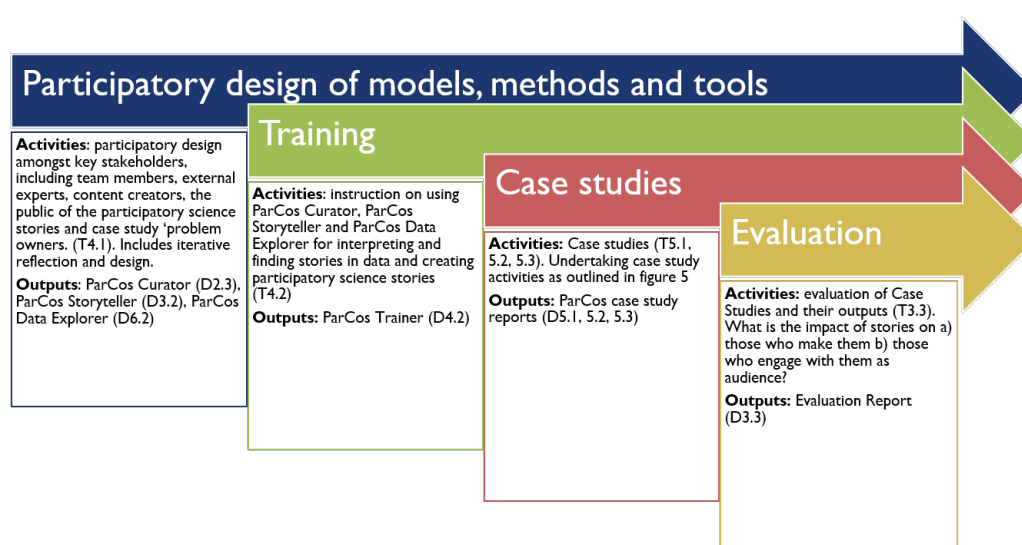 Participatory design of models, methods and tools
Activities: participatory design
amongst key stakeholders,
including team members, external
experts, content creators, the
public of the participatory science
stories and case study ‘problem
owners. (T4.1). Includes iterative
reflection and design.
Outputs: ParCos Curator (D2.3),
ParCos Storyteller (D3.2), ParCos
Data Explorer (D6.2)
Training
Activities: instruction on using
ParCos Curator, ParCos
Storyteller and ParCos Data
Explorer for interpreting and
finding stories in data and creating
participatory science stories
(T4.2)
Outputs: ParCos Trainer (D4.2)
Case studies
Activities: Case studies (T5.1,
5.2, 5.3). Undertaking case study
activities as outlined in figure 5
Outputs: ParCos case study
reports (D5.1, 5.2, 5.3)
Evaluation
Activities: evaluation of Case
Studies and their outputs (T3.3).
What is the impact of stories on a)
those who make them b) those
who engage with them as
audience?
Outputs: Evaluation Report
(D3.3)